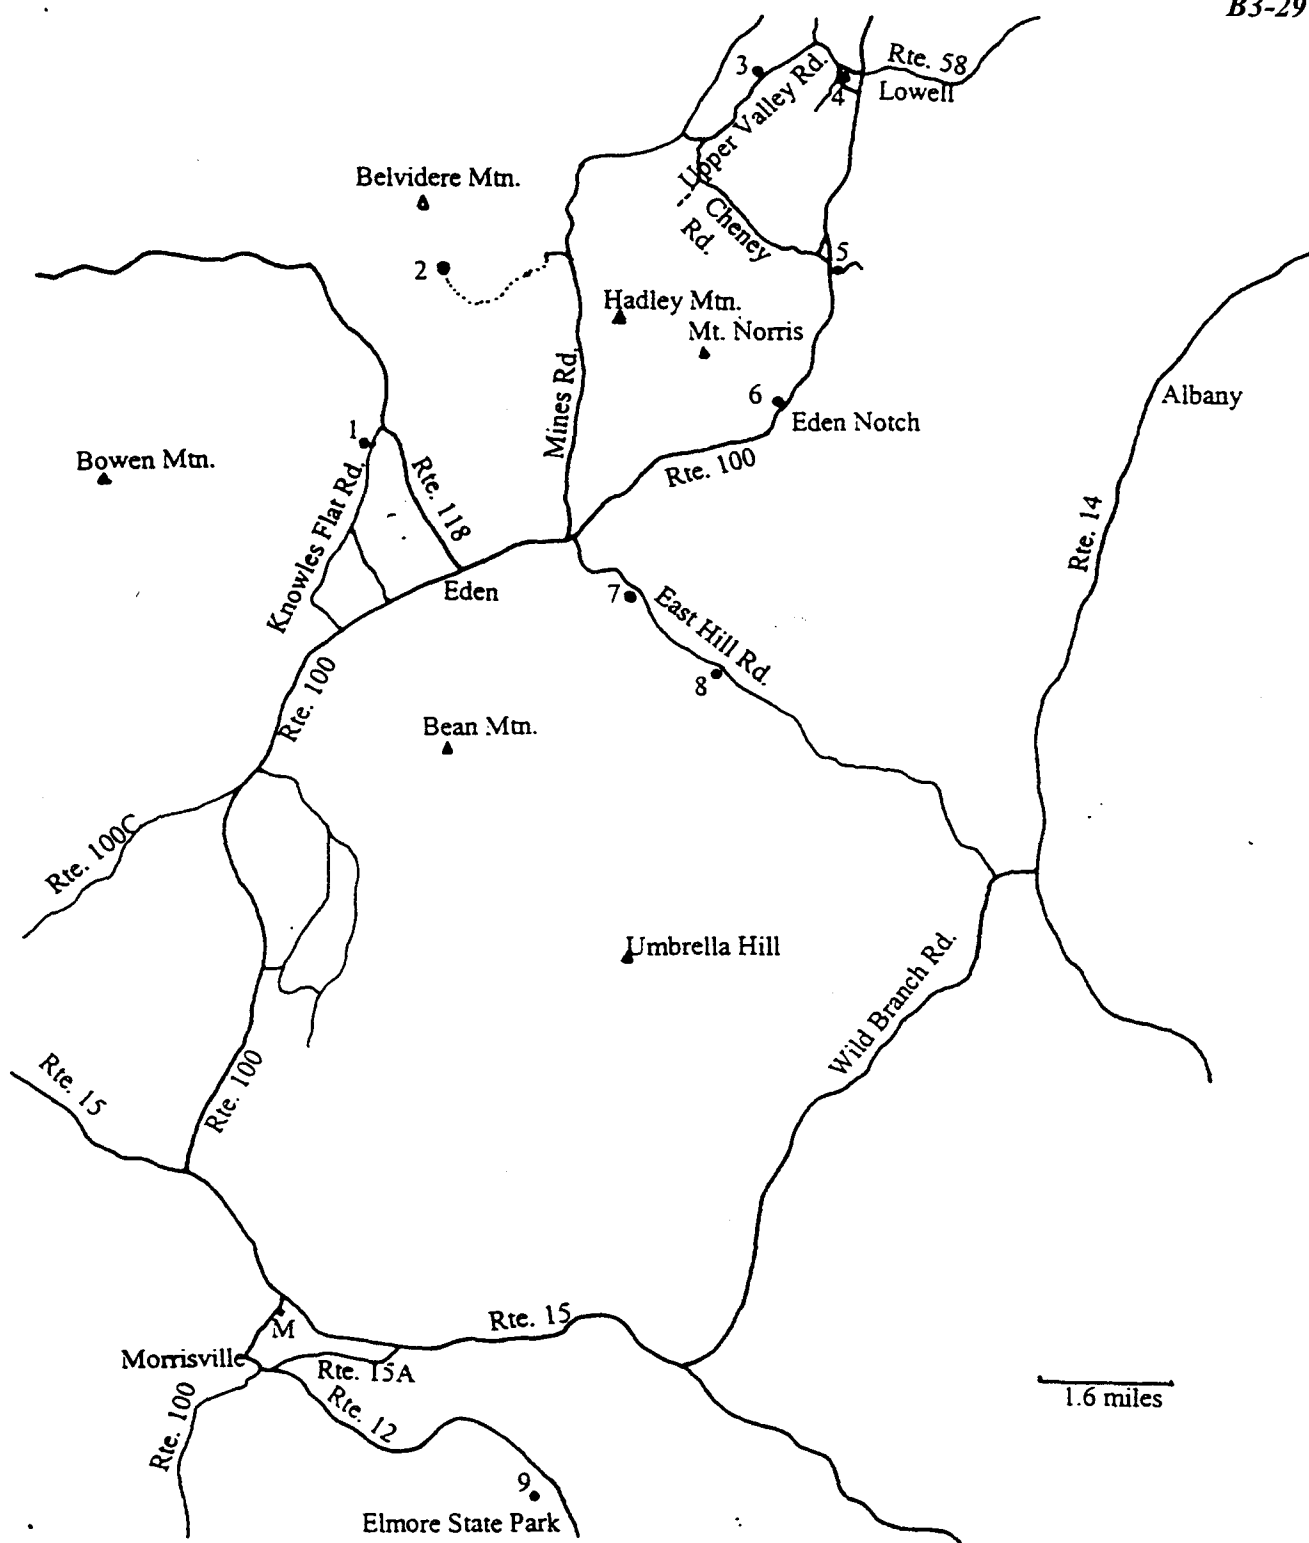 B3-29
3
Rte. 58
Upper Valley Rd.
4
Lowell
Belvidere Mtn.
Cheney
Rd.
2
5
Hadley Mtn.
Mt. Norris
Mines Rd.
6
Eden Notch
Albany
1
Bowen Mtn.
Rte. 100
Knowles Flat Rd.
Rte. 118
Rte. 14
Eden
7
East Hill Rd.
8
Rte. 100
Bean Mtn.
Rte. 100C
Umbrella Hill
Wild Branch Rd.
Rte. 15
Rte. 100
Rte. 15
M
Morrisville
Rte. 15A
Rte. 12
Rte. 100
1.6 miles
9
Elmore State Park